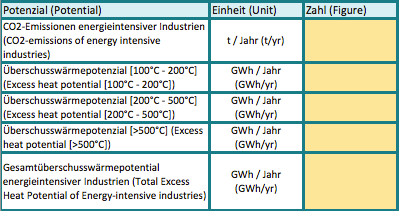 Potenzial (Potential)
Einheit (Unit)
Zahl (Figure)
CO2-Emissionen energieintensiver Industrien
(CO2-emissions of energy intensive
industries)
t / Jahr (t/yr)
Überschusswärmepotenzial [100°C - 200°C]
(Excess heat potential [100°C - 200°C])
GWh / Jahr
(GWh/yr)
Überschusswärmepotenzial [200°C - 500°C]
(Excess heat potential [200°C - 500°C])
GWh / Jahr
(GWh/yr)
Überschusswärmepotenzial [>500°C] (Excess
heat potential [>500°C])
GWh / Jahr
(GWh/yr)
Gesamtüberschusswärmepotential
energieintensiver Industrien (Total Excess
Heat Potential of Energy-intensive industries)
GWh / Jahr
(GWh/yr)